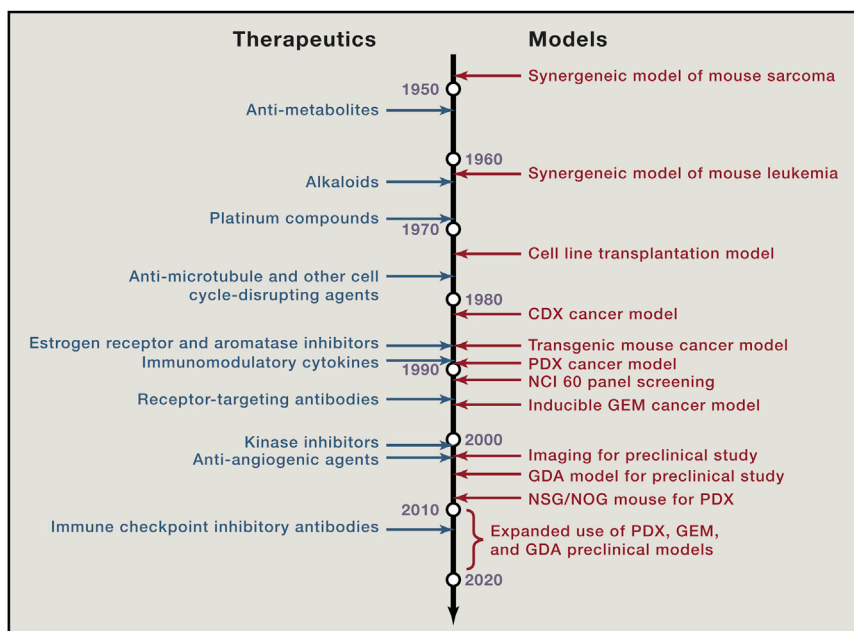 Therapeutics
Models
Synergeneic model of mouse sarcoma
1950
Anti-metabolites
1960
Synergeneic model of mouse leukemia
Alkaloids
Platinum compounds
1970
Cell line transplantation model
Anti-microtubule and other cell
cycle-disrupting agents
1980
CDX cancer model
Estrogen receptor and aromatase inhibitors
Transgenic mouse cancer model
Immunomodulatory cytokines
PDX cancer model
1990
NCI 60 panel screening
Receptor-targeting antibodies
Inducible GEM cancer model
Kinase inhibitors
2000
Anti-angiogenic agents
Imaging for preclinical study
GDA model for preclinical study
NSG/NOG mouse for PDX
2010
Immune checkpoint inhibitory antibodies
Expanded use of PDX, GEM,
and GDA preclinical models
2020